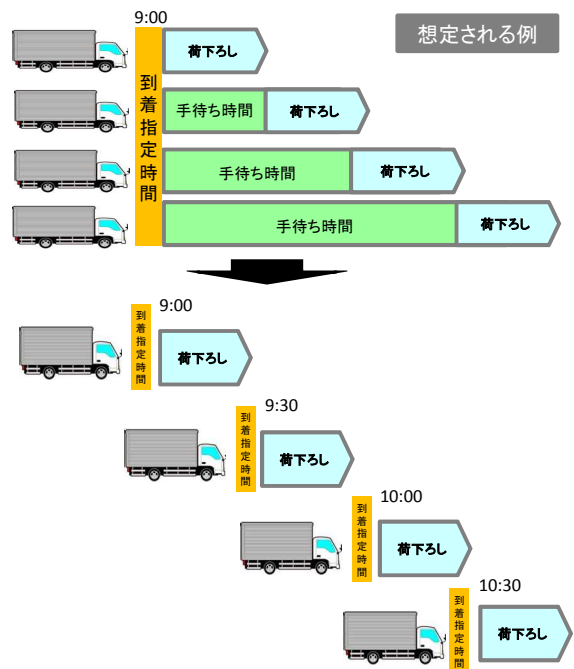 9:00
想定される例
到着指定時間
荷下ろし
手待ち時間
荷下ろし
手待ち時間
荷下ろし
手待ち時間
荷下ろし
9:00
到着指定時間
荷下ろし
9:30
到着指定時間
荷下ろし
10:00
到着指定時間
荷下ろし
10:30
到着指定時間
荷下ろし